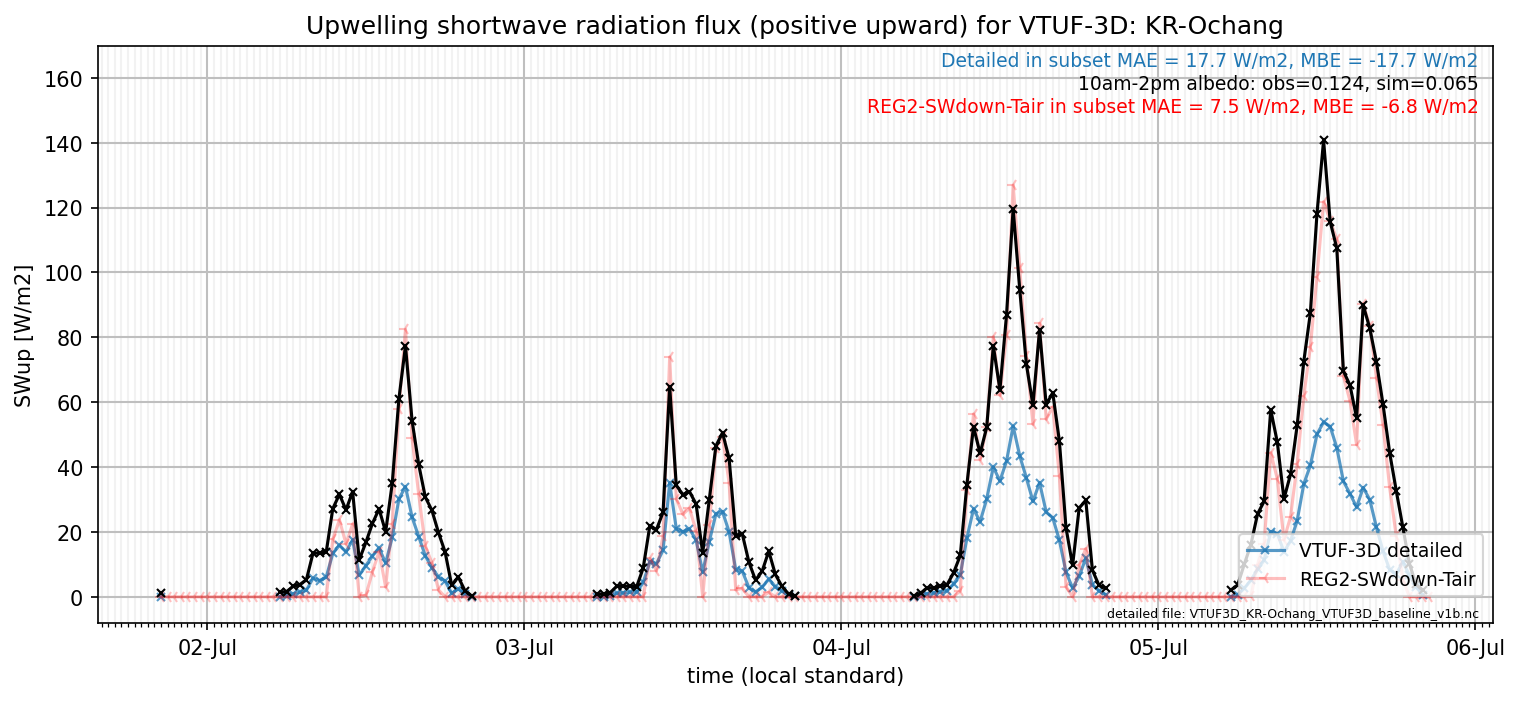 Upwelling shortwave radiation flux (positive upward) for VTUF-3D: KR-Ochang
Detailed in subset MAE = 17.7 W/m2, MBE = -17.7 W/m2
10am-2pm albedo: obs=0.124, sim=0.065
REG2-SWdown-Tair in subset MAE = 7.5 W/m2, MBE = -6.8 W/m2
SWup [W/m2]
160
140
120
100
80
60
40
20
0
VTUF-3D detailed
REG2-SWdown-Tair
detailed file: VTUF3D_KR-Ochang_VTUF3D_baseline_v1b.nc
02-Jul 03-Jul 04-Jul 05-Jul 06-Jul
time (local standard)